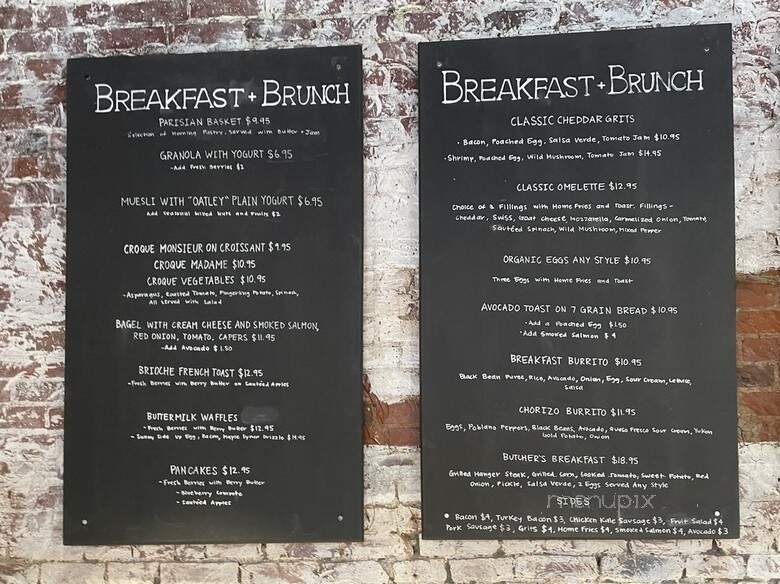 BREAKFAST + BRUNCH
PARISIAN BASKET $9.95
Selection of Morning Pastry, Served with Butter + Jam
GRANOLA WITH YOGURT $6.95
-Add Fresh Berries $2
MUESLI WITH "OATLEY" PLAIN YOGURT $6.95
Add Seasonal Mixed Nuts and Fruits $2
CROQUE MONSIEUR ON CROISSANT $9.95
CROQUE MADAME $10.95
CROQUE VEGETABLES $10.95
-Asparagus, Roasted Tomato, Fingerling Potato, Spinach,
All Served with Salad
BAGEL WITH CREAM CHEESE AND SMOKED SALMON,
RED ONION, TOMATO, CAPERS $11.95
-Add Avocado $1.50
BRIOCHE FRENCH TOAST $12.95
-Fresh Berries with Berry Butter or Sautéed Apples
BUTTERMILK WAFFLES
-Fresh Berries with Berry Butter $12.95
- Sunny Side Up Egg, Bacon, Maple Syrup Drizzle $14.95
PANCAKES $12.95
-Fresh Berries with Berry Butter
- Blueberry Compote
- Sautéed Apples
BREAKFAST + BRUNCH
CLASSIC CHEDDAR GRITS
• Bacon, Poached Egg, Salsa Verde, Tomato Jam $10.95
-Shrimp, Poached Egg, Wild Mushroom, Tomato Jam $14.95
CLASSIC OMELETTE $12.95
Choice of 3 Fillings with Home Fries and Toast. Fillings-
Cheddar, Swiss, Goat Cheese, Mozzarella, Carmelized Onion, Tomato,
Sautéed Spinach, Wild Mushroom, Mixed Pepper
ORGANIC EGGS ANY STYLE $10.95
Three Eggs with Home Fries and Toast
AVOCADO TOAST ON 7 GRAIN BREAD $10.95
-Add a Poached Egg $1.50
-Add Smoked Salmon $4
BREAKFAST BURRITO $10.95
Black Bean Puree, Rice, Avocado, Onion, Egg, Sour Cream, Lettuce,
Salsa
CHORIZO BURRITO $11.95
Eggs, Poblano Peppers, Black Beans, Avocado, Queso Fresco Sour Cream, Yukon
Gold Potato, Onion
BUTCHER'S BREAKFAST $18.95
Grilled Hanger Steak, Grilled Corn, Cooked Tomato, Sweet Potato, Red
Onion, Pickle, Salsa Verde, 2 Eggs Served Any Style
menupix
SIDES
Bacon $4, Turkey Bacon $3, Chicken Kale Sausage $3, Fruit Salad $4
Pork Sausage $3, Grits $4, Home Fries $4, Smoked Salmon $4, Avocado $3